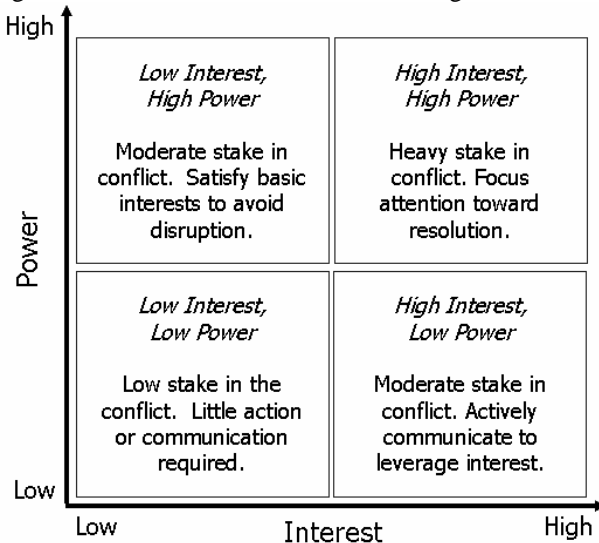 High
Low Interest,
High Power
Moderate stake in
conflict. Satisfy basic
interests to avoid
disruption.
High Interest,
High Power
Heavy stake in
conflict. Focus
attention toward
resolution.
Power
Low Interest,
Low Power
Low stake in the
conflict. Little action
or communication
required.
High Interest,
Low Power
Moderate stake in
conflict. Actively
communicate to
leverage interest.
Low
Low
Interest
High